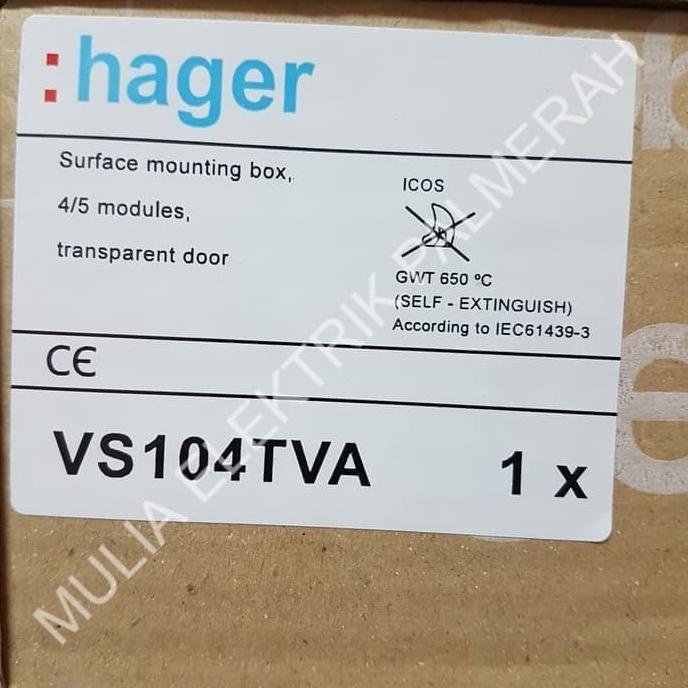 :hager
Surface mounting box,
4/5 modules,
transparent door
ICOS
GWT 650 ºC
(SELF - EXTINGUISH)
According to IEC61439-3
CE
VS104TVA
1 x
MULIA ELEKTRIK PALMERAH